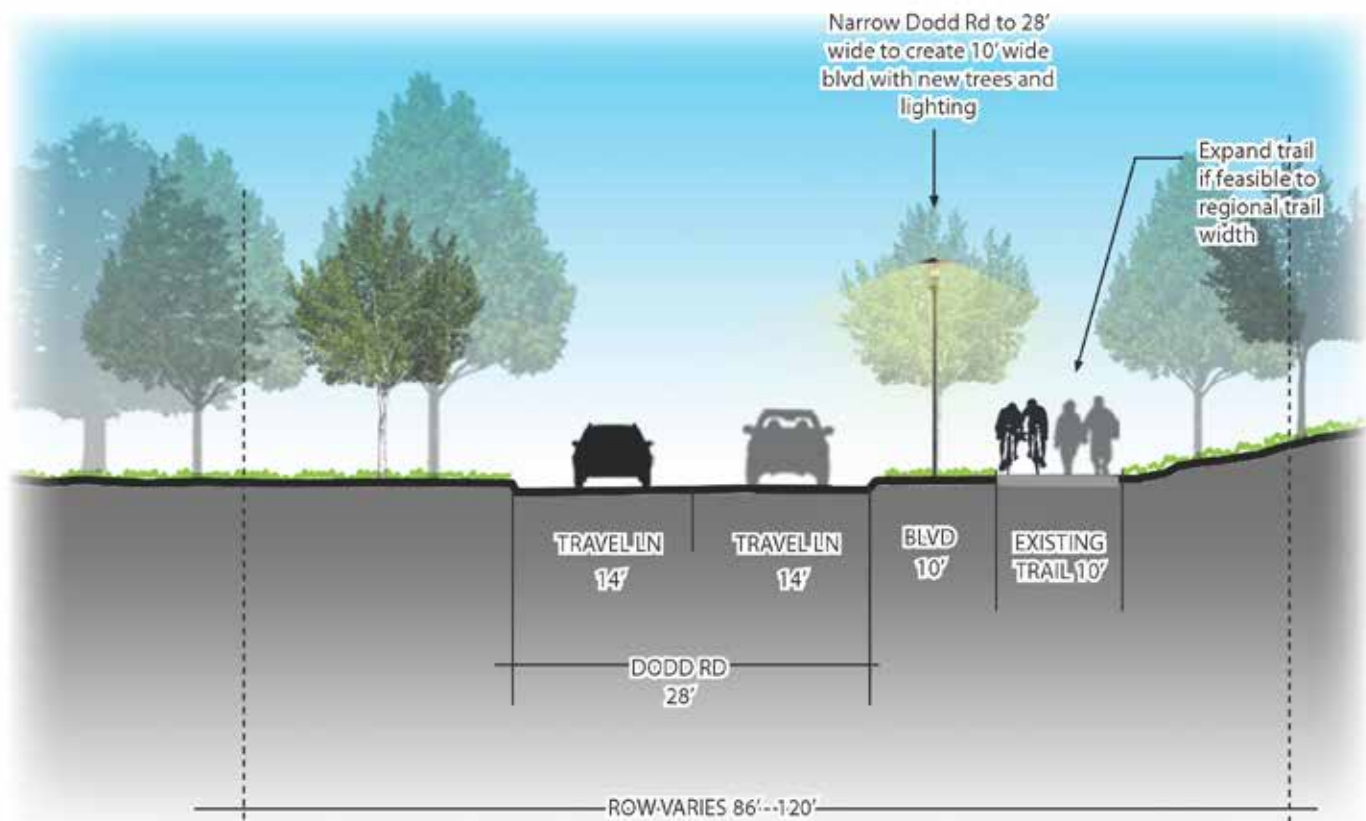 Narrow Dodd Rd to 28'
wide to create 10' wide
blvd with new trees and
lighting
Expand trail
if feasible to
regional trail
width
TRAVEL LN
14'
TRAVEL LN
14'
BLVD
10'
EXISTING
TRAIL 10'
DODD RD
28'
ROW VARIES 86'--120'